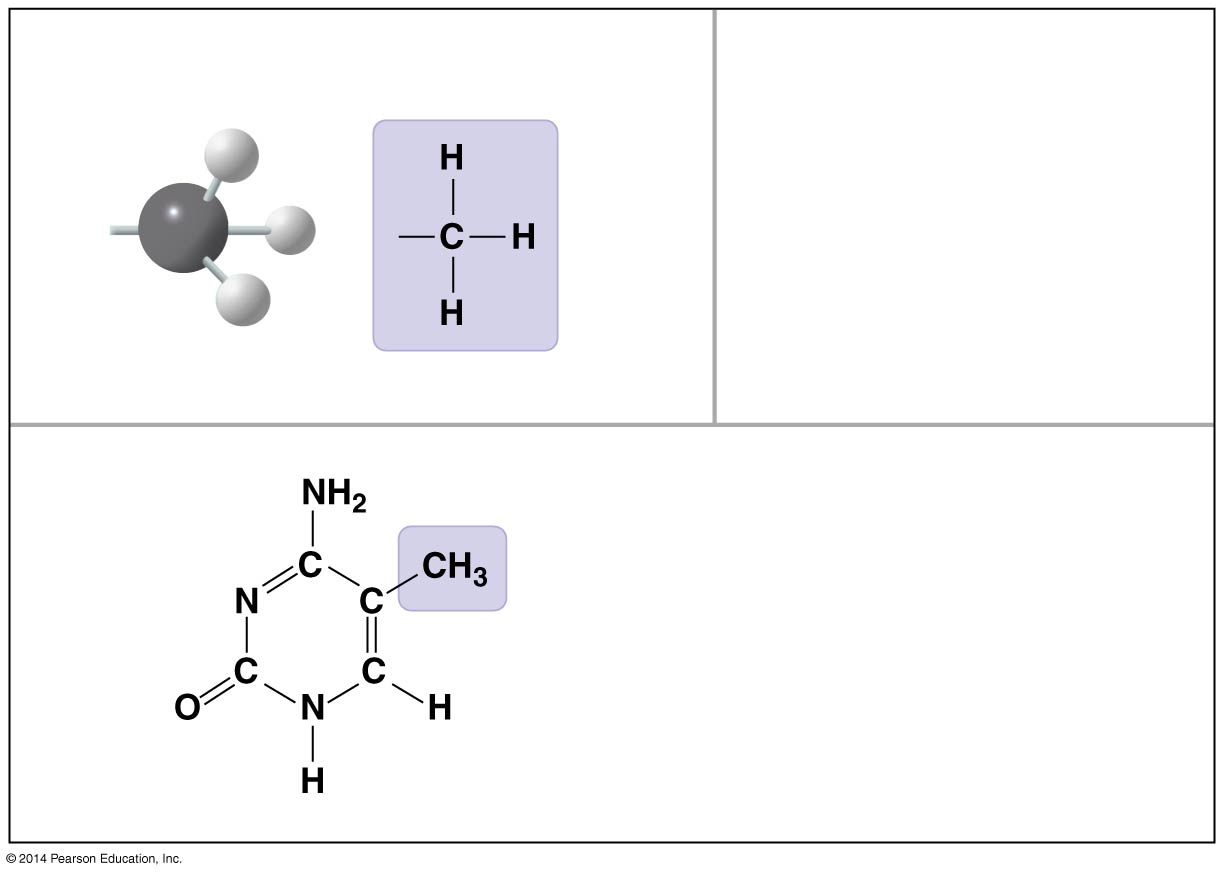 H
C H
H
NH2
C CH3
N C
C C
O N H
H
© 2014 Pearson Education, Inc.